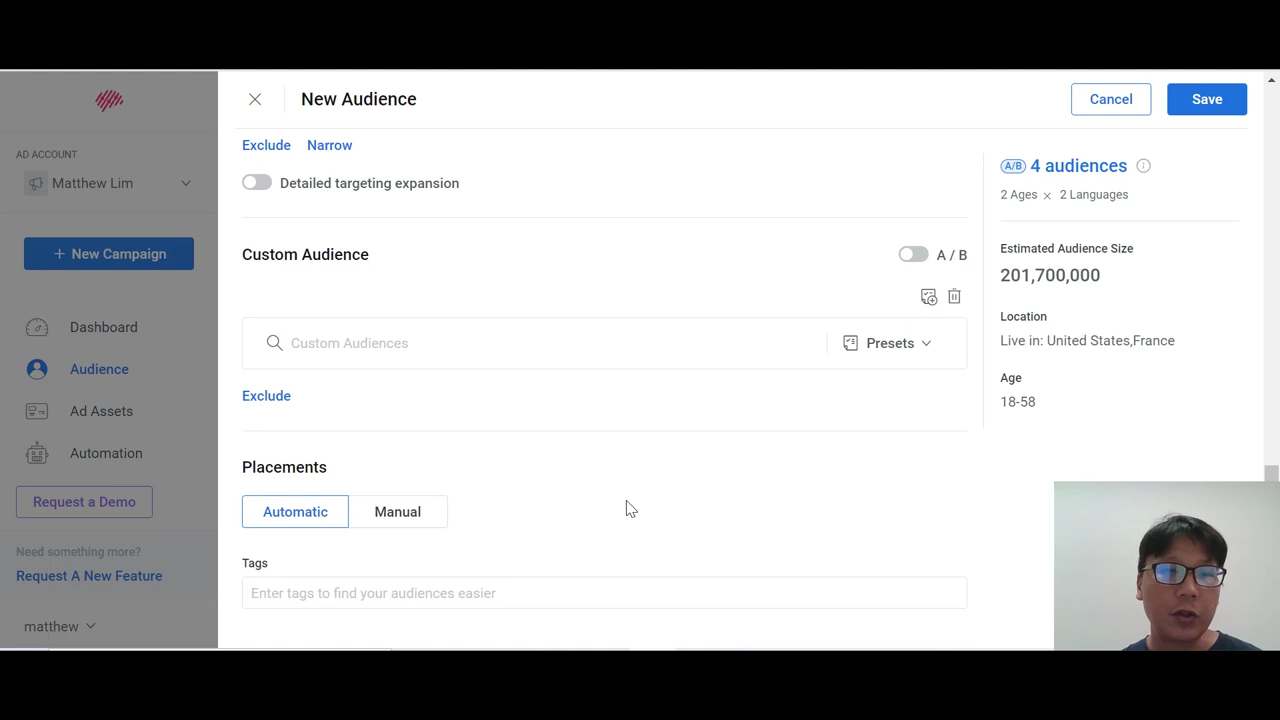 New Audience
Cancel
Save
AD ACCOUNT
Matthew Lim
+ New Campaign
Dashboard
Audience
Ad Assets
Automation
Request a Demo
Need something more?
Request A New Feature
matthew
Exclude Narrow
Detailed targeting expansion
Custom Audience
A / B
Custom Audiences
Presets
Exclude
Placements
Automatic
Manual
Tags
Enter tags to find your audiences easier
A/B 4 audiences
2 Ages × 2 Languages
Estimated Audience Size
201,700,000
Location
Live in: United States,France
Age
18-58